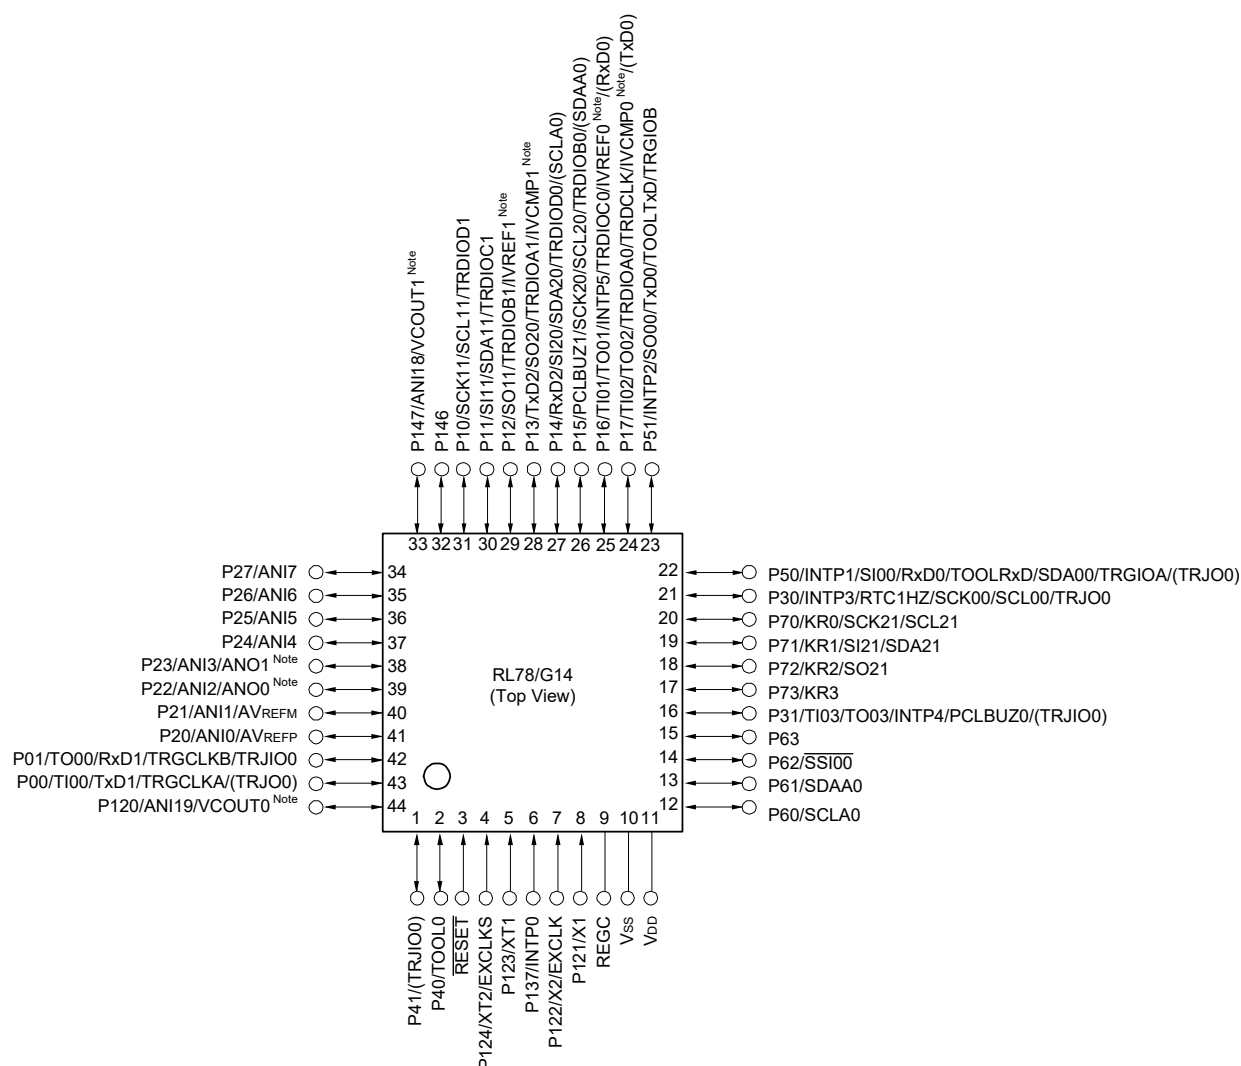 P147/ANI18/VCOUT1 Note
P146
P10/SCK11/SCL11/TRDIOD1
P11/SI11/SDA11/TRDIOC1
P12/SO11/TRDIOB1/IVREF1 Note
P13/TxD2/SO20/TRDIOA1/IVCMP1 Note
P14/RxD2/SI20/SDA20/TRDIOD0/(SCLA0)
P15/PCLBUZ1/SCK20/SCL20/TRDIOB0/(SDAA0)
P16/TI01/TO01/INTP5/TRDIOC0/IVREF0 Note/(RxD0)
P17/TI02/TO02/TRDIOA0/TRDCLK/IVCMP0 Note/(TxD0)
P51/INTP2/SO00/TxD0/TOOLTxD/TRGIOB
33 32 31 30 29 28 27 26 25 24 23
P27/ANI7 34
P26/ANI6 35
P25/ANI5 36
P24/ANI4 37
P23/ANI3/ANO1 Note 38
P22/ANI2/ANO0 Note 39
P21/ANI1/AVREFM 40
P20/ANI0/AVREFP 41
P01/TO00/RxD1/TRGCLKB/TRJIO0 42
P00/TI00/TxD1/TRGCLKA/(TRJO0) 43
P120/ANI19/VCOUT0 Note 44
RL78/G14
(Top View)
22 P50/INTP1/SI00/RxD0/TOOLRxD/SDA00/TRGIOA/(TRJO0)
21 P30/INTP3/RTC1HZ/SCK00/SCL00/TRJO0
20 P70/KR0/SCK21/SCL21
19 P71/KR1/SI21/SDA21
18 P72/KR2/SO21
17 P73/KR3
16 P31/TI03/TO03/INTP4/PCLBUZ0/(TRJIO0)
15 P63
14 P62/SSI00
13 P61/SDAA0
12 P60/SCLA0
1 2 3 4 5 6 7 8 9 10 11
P41/(TRJIO0)
P40/TOOL0
RESET
P124/XT2/EXCLKS
P123/XT1
P137/INTP0
P122/X2/EXCLK
P121/X1
REGC
VSS
VDD